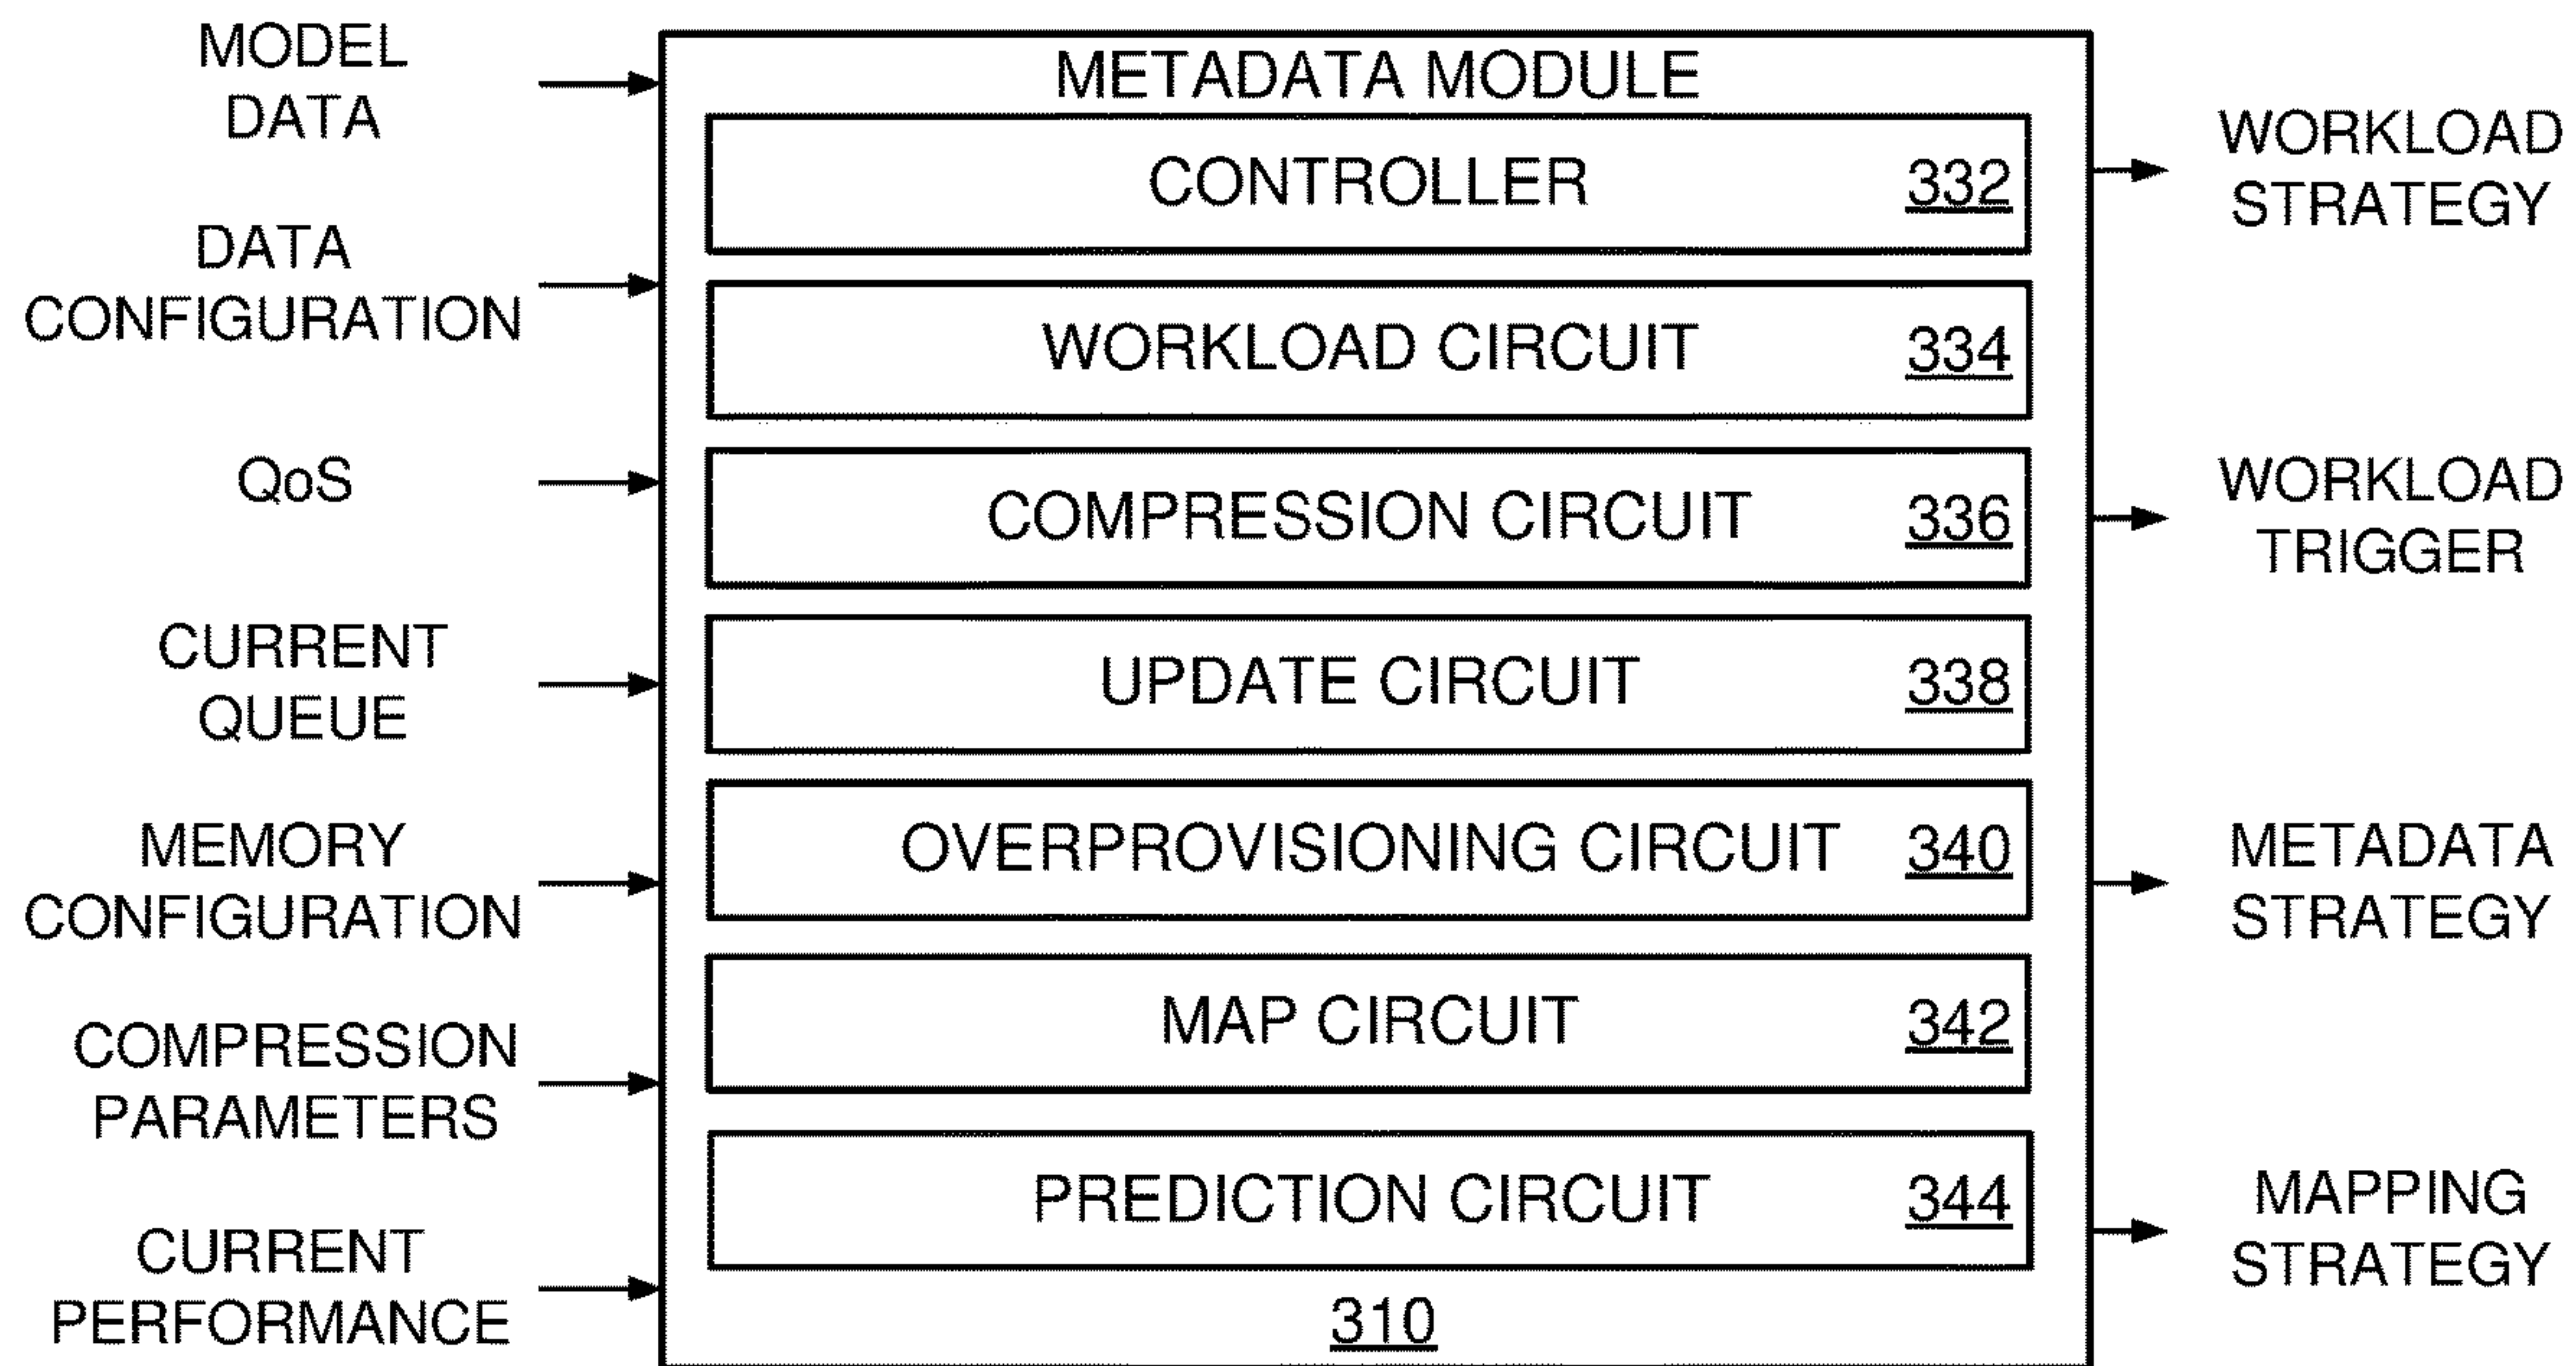 MODEL
DATA
DATA
CONFIGURATION
QoS
CURRENT
QUEUE
MEMORY
CONFIGURATION
COMPRESSION
PARAMETERS
CURRENT
PERFORMANCE
METADATA MODULE
CONTROLLER 332
WORKLOAD CIRCUIT 334
COMPRESSION CIRCUIT 336
UPDATE CIRCUIT 338
OVERPROVISIONING CIRCUIT 340
MAP CIRCUIT 342
PREDICTION CIRCUIT 344
310
WORKLOAD
STRATEGY
WORKLOAD
TRIGGER
METADATA
STRATEGY
MAPPING
STRATEGY